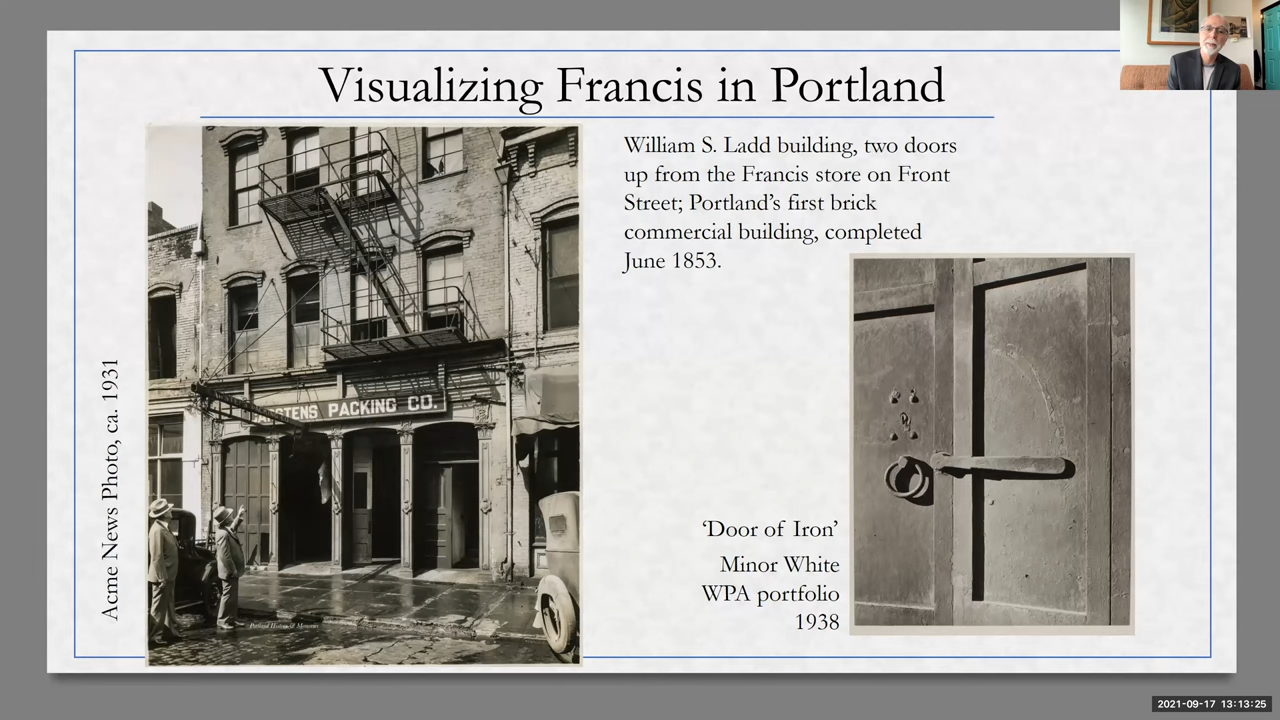 Visualizing Francis in Portland
William S. Ladd building, two doors
up from the Francis store on Front
Street; Portland’s first brick
commercial building, completed
June 1853.
Acme News Photo, ca. 1931
PACKING CO.
‘Door of Iron’
Minor White
WPA portfolio
1938
2021-09-17 13:13:25